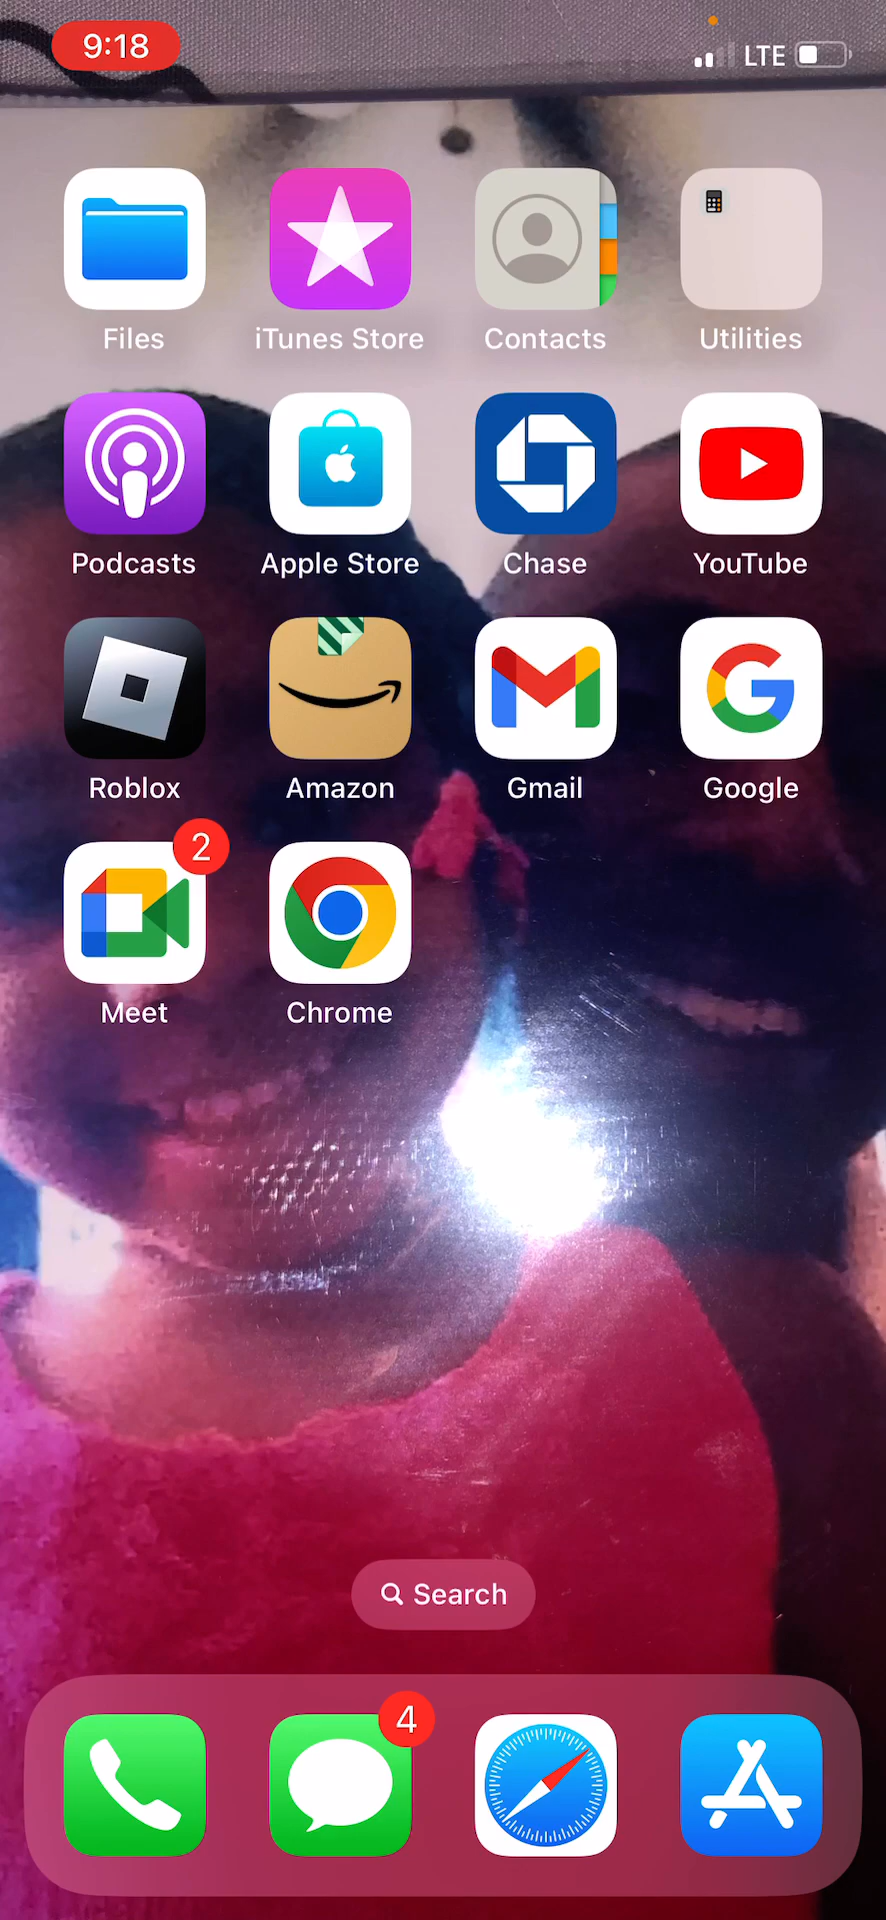 9:18
LTE
Files
iTunes Store
Contacts
Utilities
Podcasts
Apple Store
Chase
YouTube
Roblox
Amazon
Gmail
Google
2
Meet
Chrome
Search
4